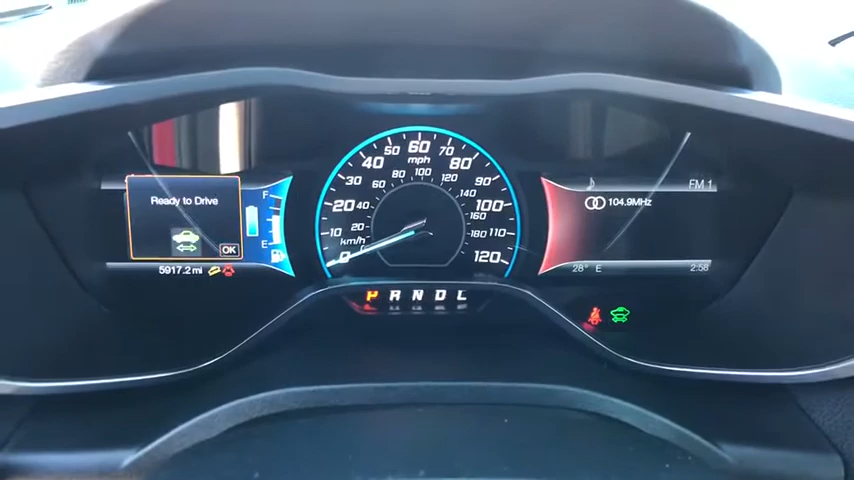 Ready to Drive
OK
5917.2 mi
F
E
0
10
20
30
40
50
60
70
80
90
100
110
120
mph
km/h
20
40
60
80
100
120
140
160
180
P R N D L
FM 1
104.9MHz
28° E
2:58